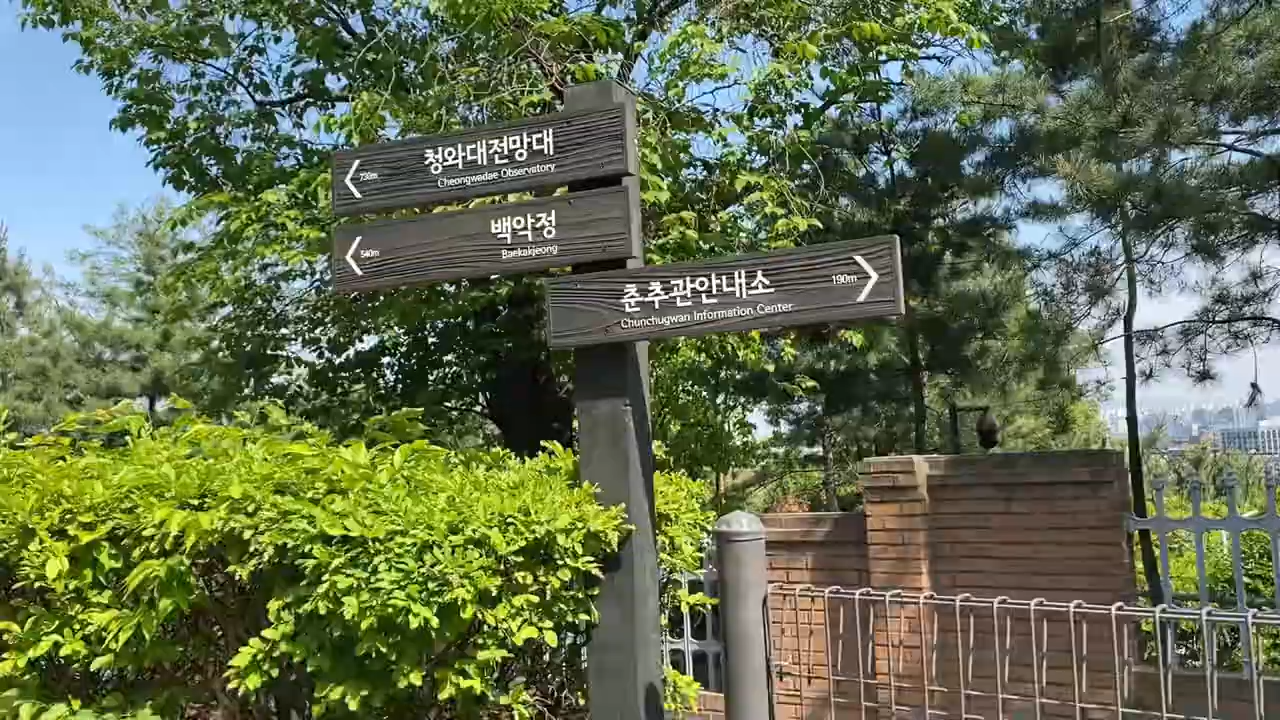 청와대전망대
730m
Cheongwadae Observatory
백악정
540m
Baekakjeong
춘추관안내소
190m
Chunchugwan Information Center